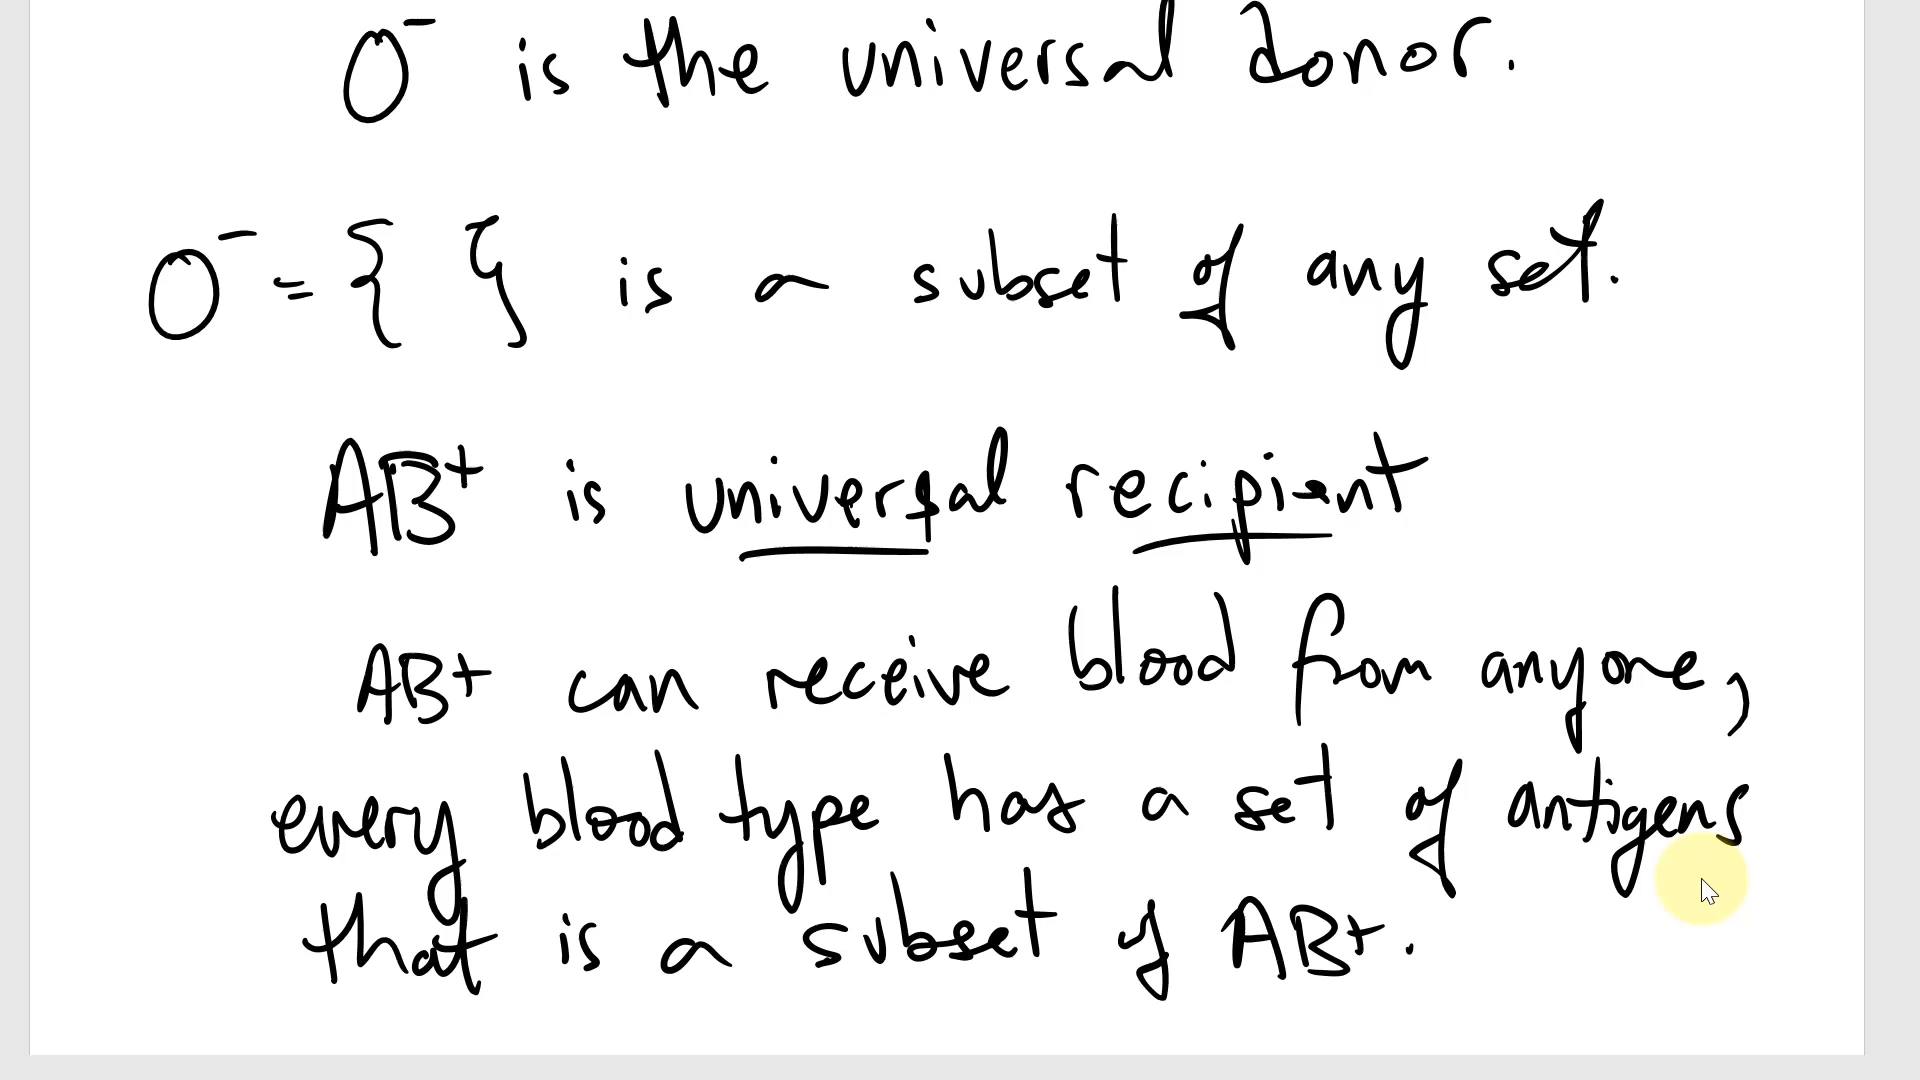 O⁻ is the universal donor.
O⁻ = { } is a subset of any set.
AB⁺ is universal recipient
AB+ can receive blood from anyone,
every blood type has a set of antigens
that is a subset of AB+.